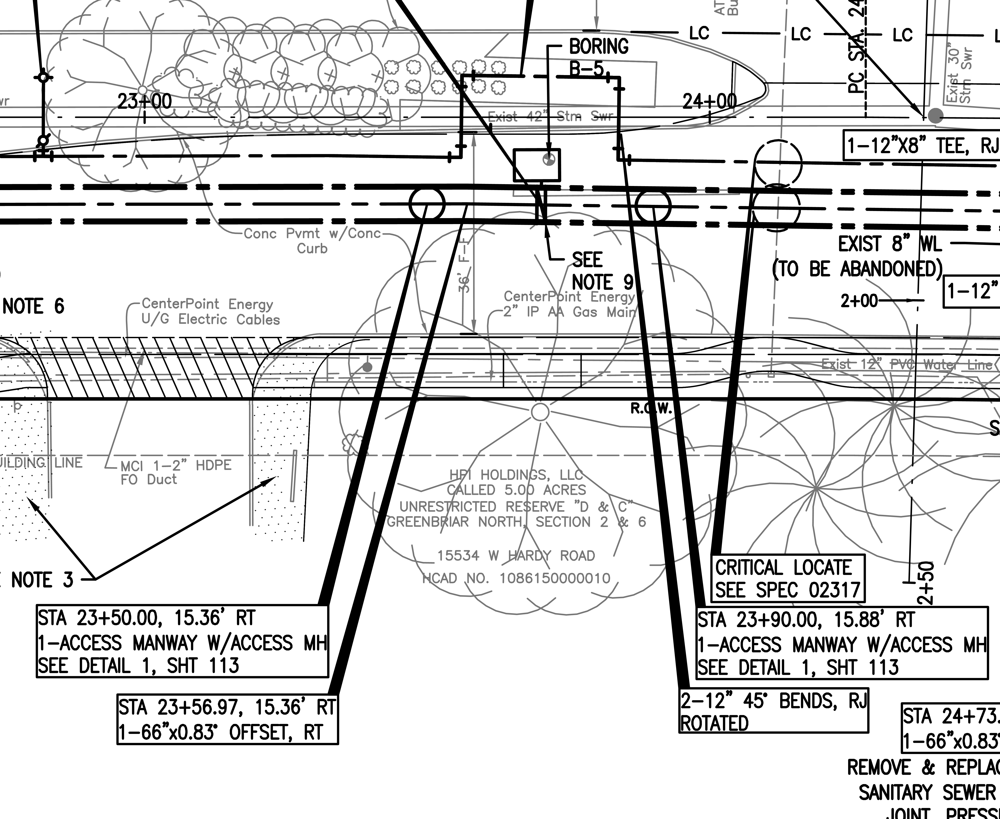 AT
Bu
PC STA. 24
LC
LC
LC
L
BORING
B-5
Exist 30"
Stm Swr
23+00
24+00
Exist 42" Stm Swr
1-12"X8" TEE, RJ
Conc Pvmt w/Conc
Curb
36' F-F
SEE
NOTE 9
EXIST 8" WL
(TO BE ABANDONED)
1-12"
2+00
NOTE 6
CenterPoint Energy
U/G Electric Cables
CenterPoint Energy
2" IP AA Gas Main
Exist 12" PVC Water Line
R.O.W.
S
UILDING LINE
MCI 1-2" HDPE
FO Duct
HPI HOLDINGS, LLC
CALLED 5.00 ACRES
UNRESTRICTED RESERVE "D & C"
GREENBRIAR NORTH, SECTION 2 & 6
15534 W HARDY ROAD
HCAD NO. 1086150000010
NOTE 3
CRITICAL LOCATE
SEE SPEC 02317
2+50
STA 23+50.00, 15.36' RT
1-ACCESS MANWAY W/ACCESS MH
SEE DETAIL 1, SHT 113
STA 23+90.00, 15.88' RT
1-ACCESS MANWAY W/ACCESS MH
SEE DETAIL 1, SHT 113
STA 23+56.97, 15.36' RT
1-66"x0.83° OFFSET, RT
2-12" 45° BENDS, RJ
ROTATED
STA 24+73.
1-66"x0.83°
REMOVE & REPLAC
SANITARY SEWER
JOINT PRESS